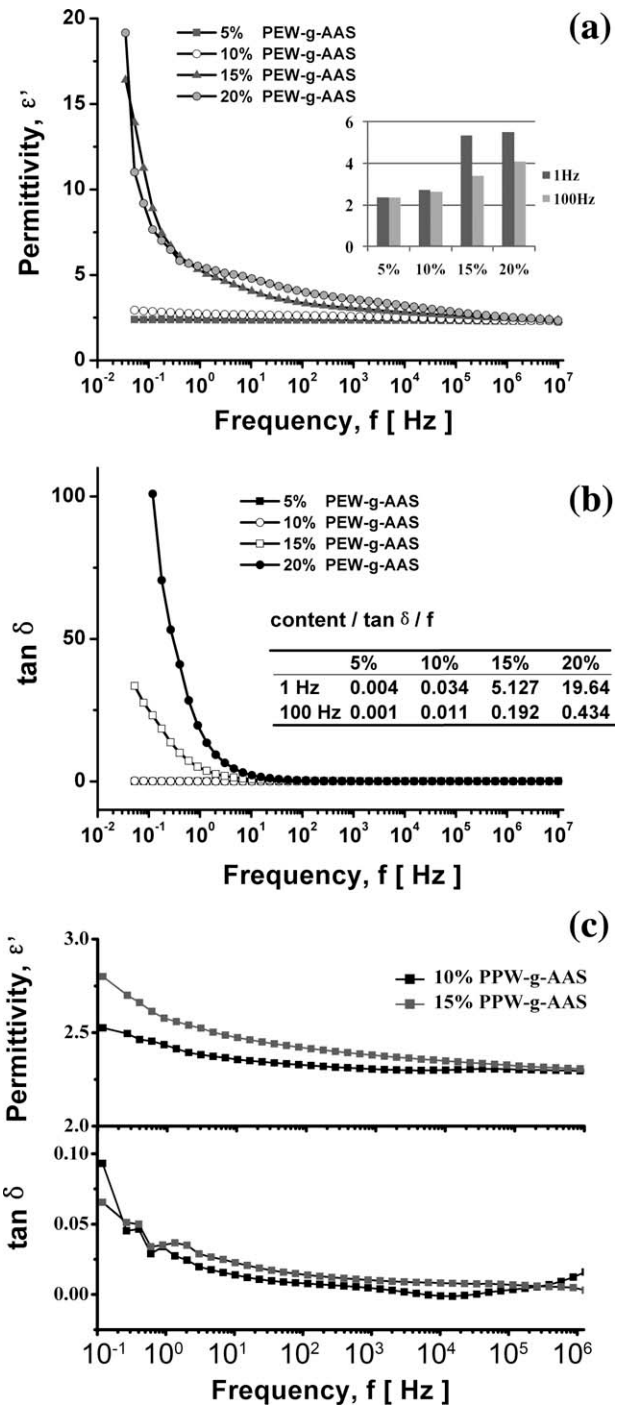 (a)
5% PEW-g-AAS
10% PEW-g-AAS
15% PEW-g-AAS
20% PEW-g-AAS
Permittivity, ε’
20
15
10
5
0
6
4
2
0
5% 10% 15% 20%
1Hz
100Hz
10⁻² 10⁻¹ 10⁰ 10¹ 10² 10³ 10⁴ 10⁵ 10⁶ 10⁷
Frequency, f [ Hz ]
(b)
5% PEW-g-AAS
10% PEW-g-AAS
15% PEW-g-AAS
20% PEW-g-AAS
tan δ
100
50
0
content / tan δ / f
5% 10% 15% 20%
1 Hz 0.004 0.034 5.127 19.64
100 Hz 0.001 0.011 0.192 0.434
10⁻² 10⁻¹ 10⁰ 10¹ 10² 10³ 10⁴ 10⁵ 10⁶ 10⁷
Frequency, f [ Hz ]
(c)
10% PPW-g-AAS
15% PPW-g-AAS
Permittivity, ε’
3.0
2.5
2.0
tan δ
0.10
0.05
0.00
10⁻¹ 10⁰ 10¹ 10² 10³ 10⁴ 10⁵ 10⁶
Frequency, f [ Hz ]